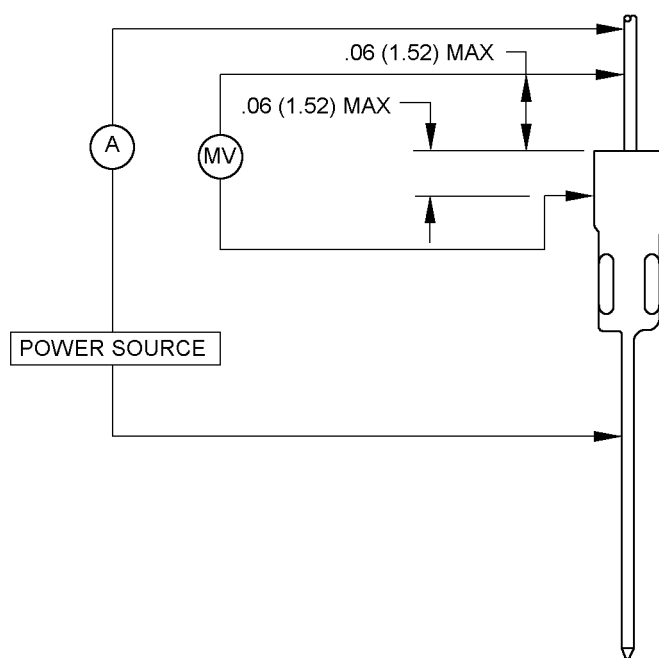 .06 (1.52) MAX
.06 (1.52) MAX
A
MV
POWER SOURCE